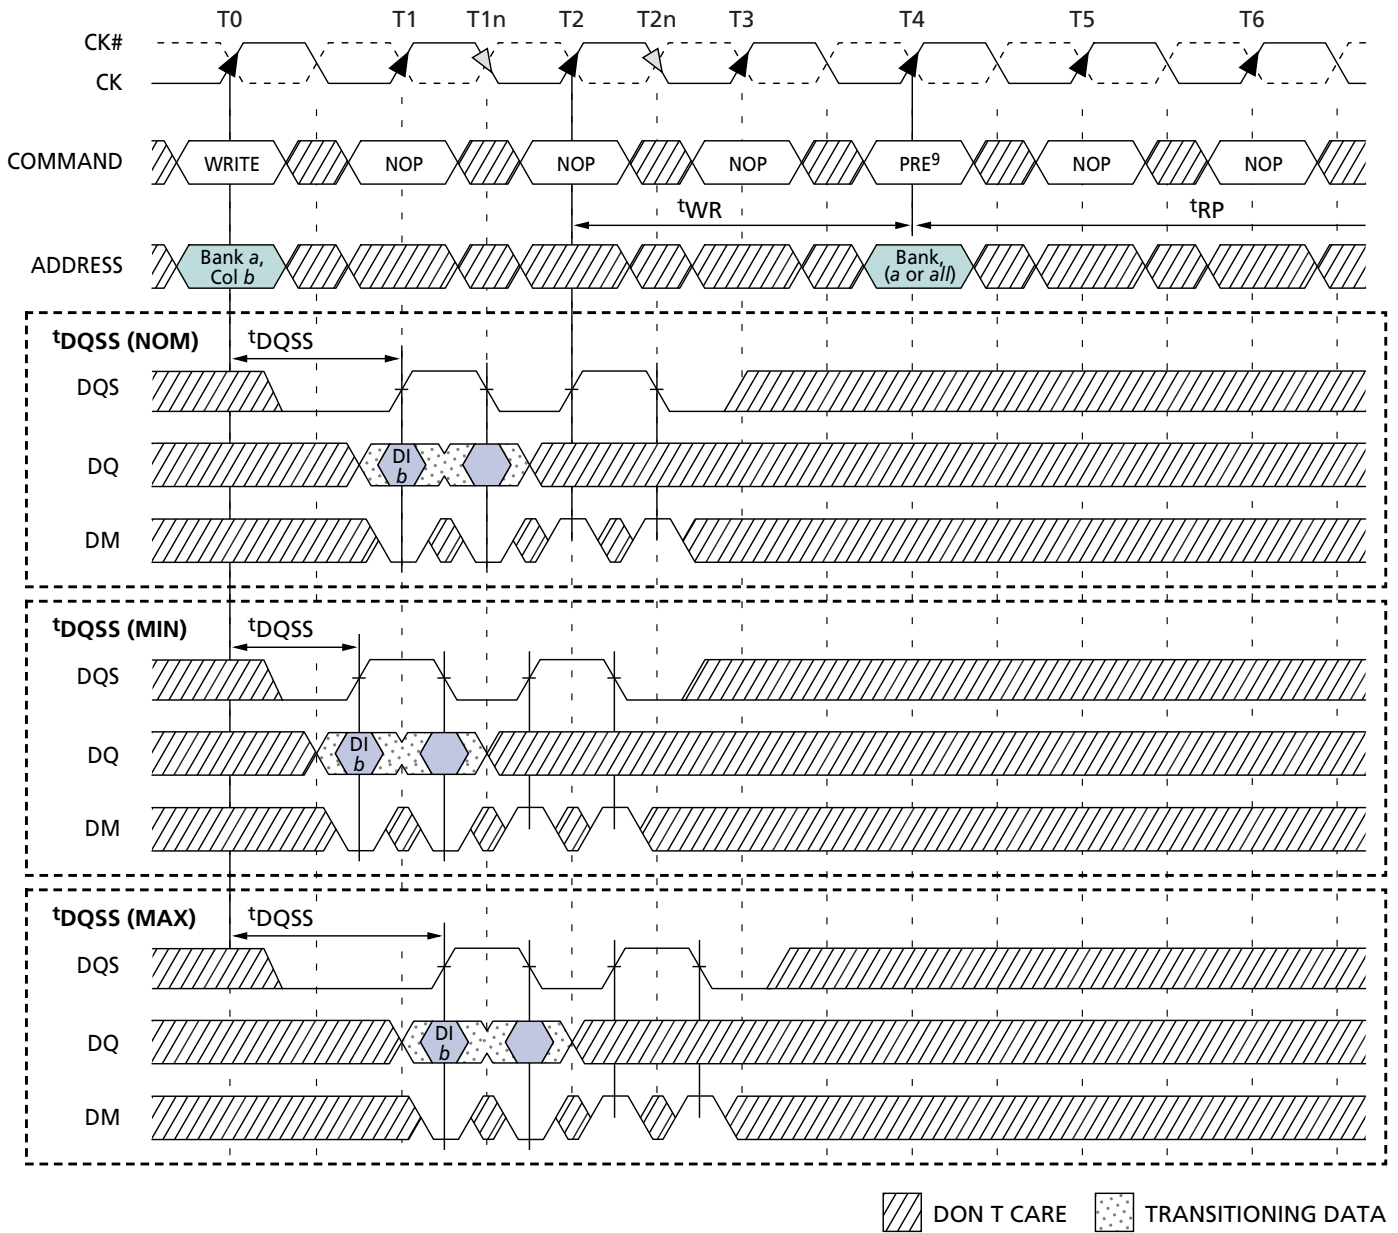 T0 T1 T1n T2 T2n T3 T4 T5 T6
CK#
CK
COMMAND WRITE NOP NOP NOP PRE⁹ NOP NOP
ᵗWR ᵗRP
ADDRESS Bank a, Col b Bank, (a or all)
ᵗDQSS (NOM) ᵗDQSS
DQS
DQ DI b
DM
ᵗDQSS (MIN) ᵗDQSS
DQS
DQ DI b
DM
ᵗDQSS (MAX) ᵗDQSS
DQS
DQ DI b
DM
DON T CARE TRANSITIONING DATA